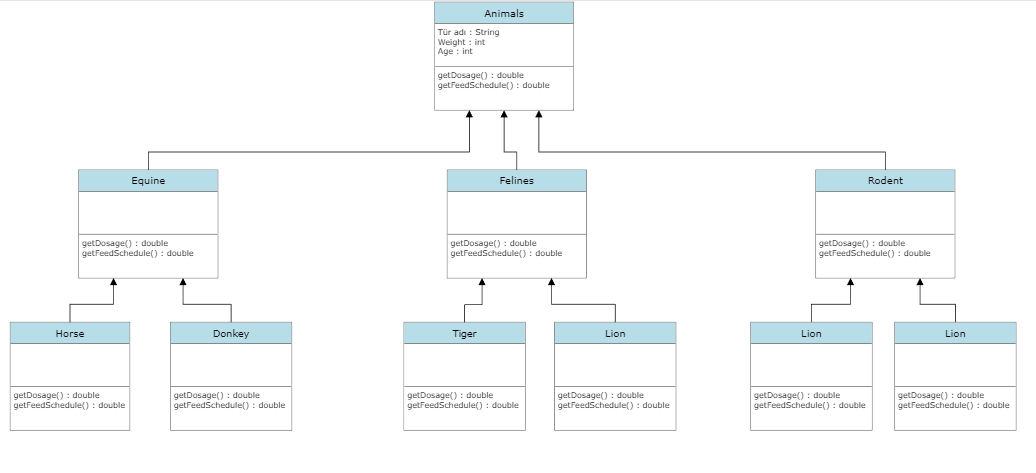 Animals
Tür adı : String
Weight : int
Age : int
getDosage() : double
getFeedSchedule() : double
Equine
getDosage() : double
getFeedSchedule() : double
Felines
getDosage() : double
getFeedSchedule() : double
Rodent
getDosage() : double
getFeedSchedule() : double
Horse
getDosage() : double
getFeedSchedule() : double
Donkey
getDosage() : double
getFeedSchedule() : double
Tiger
getDosage() : double
getFeedSchedule() : double
Lion
getDosage() : double
getFeedSchedule() : double
Lion
getDosage() : double
getFeedSchedule() : double
Lion
getDosage() : double
getFeedSchedule() : double